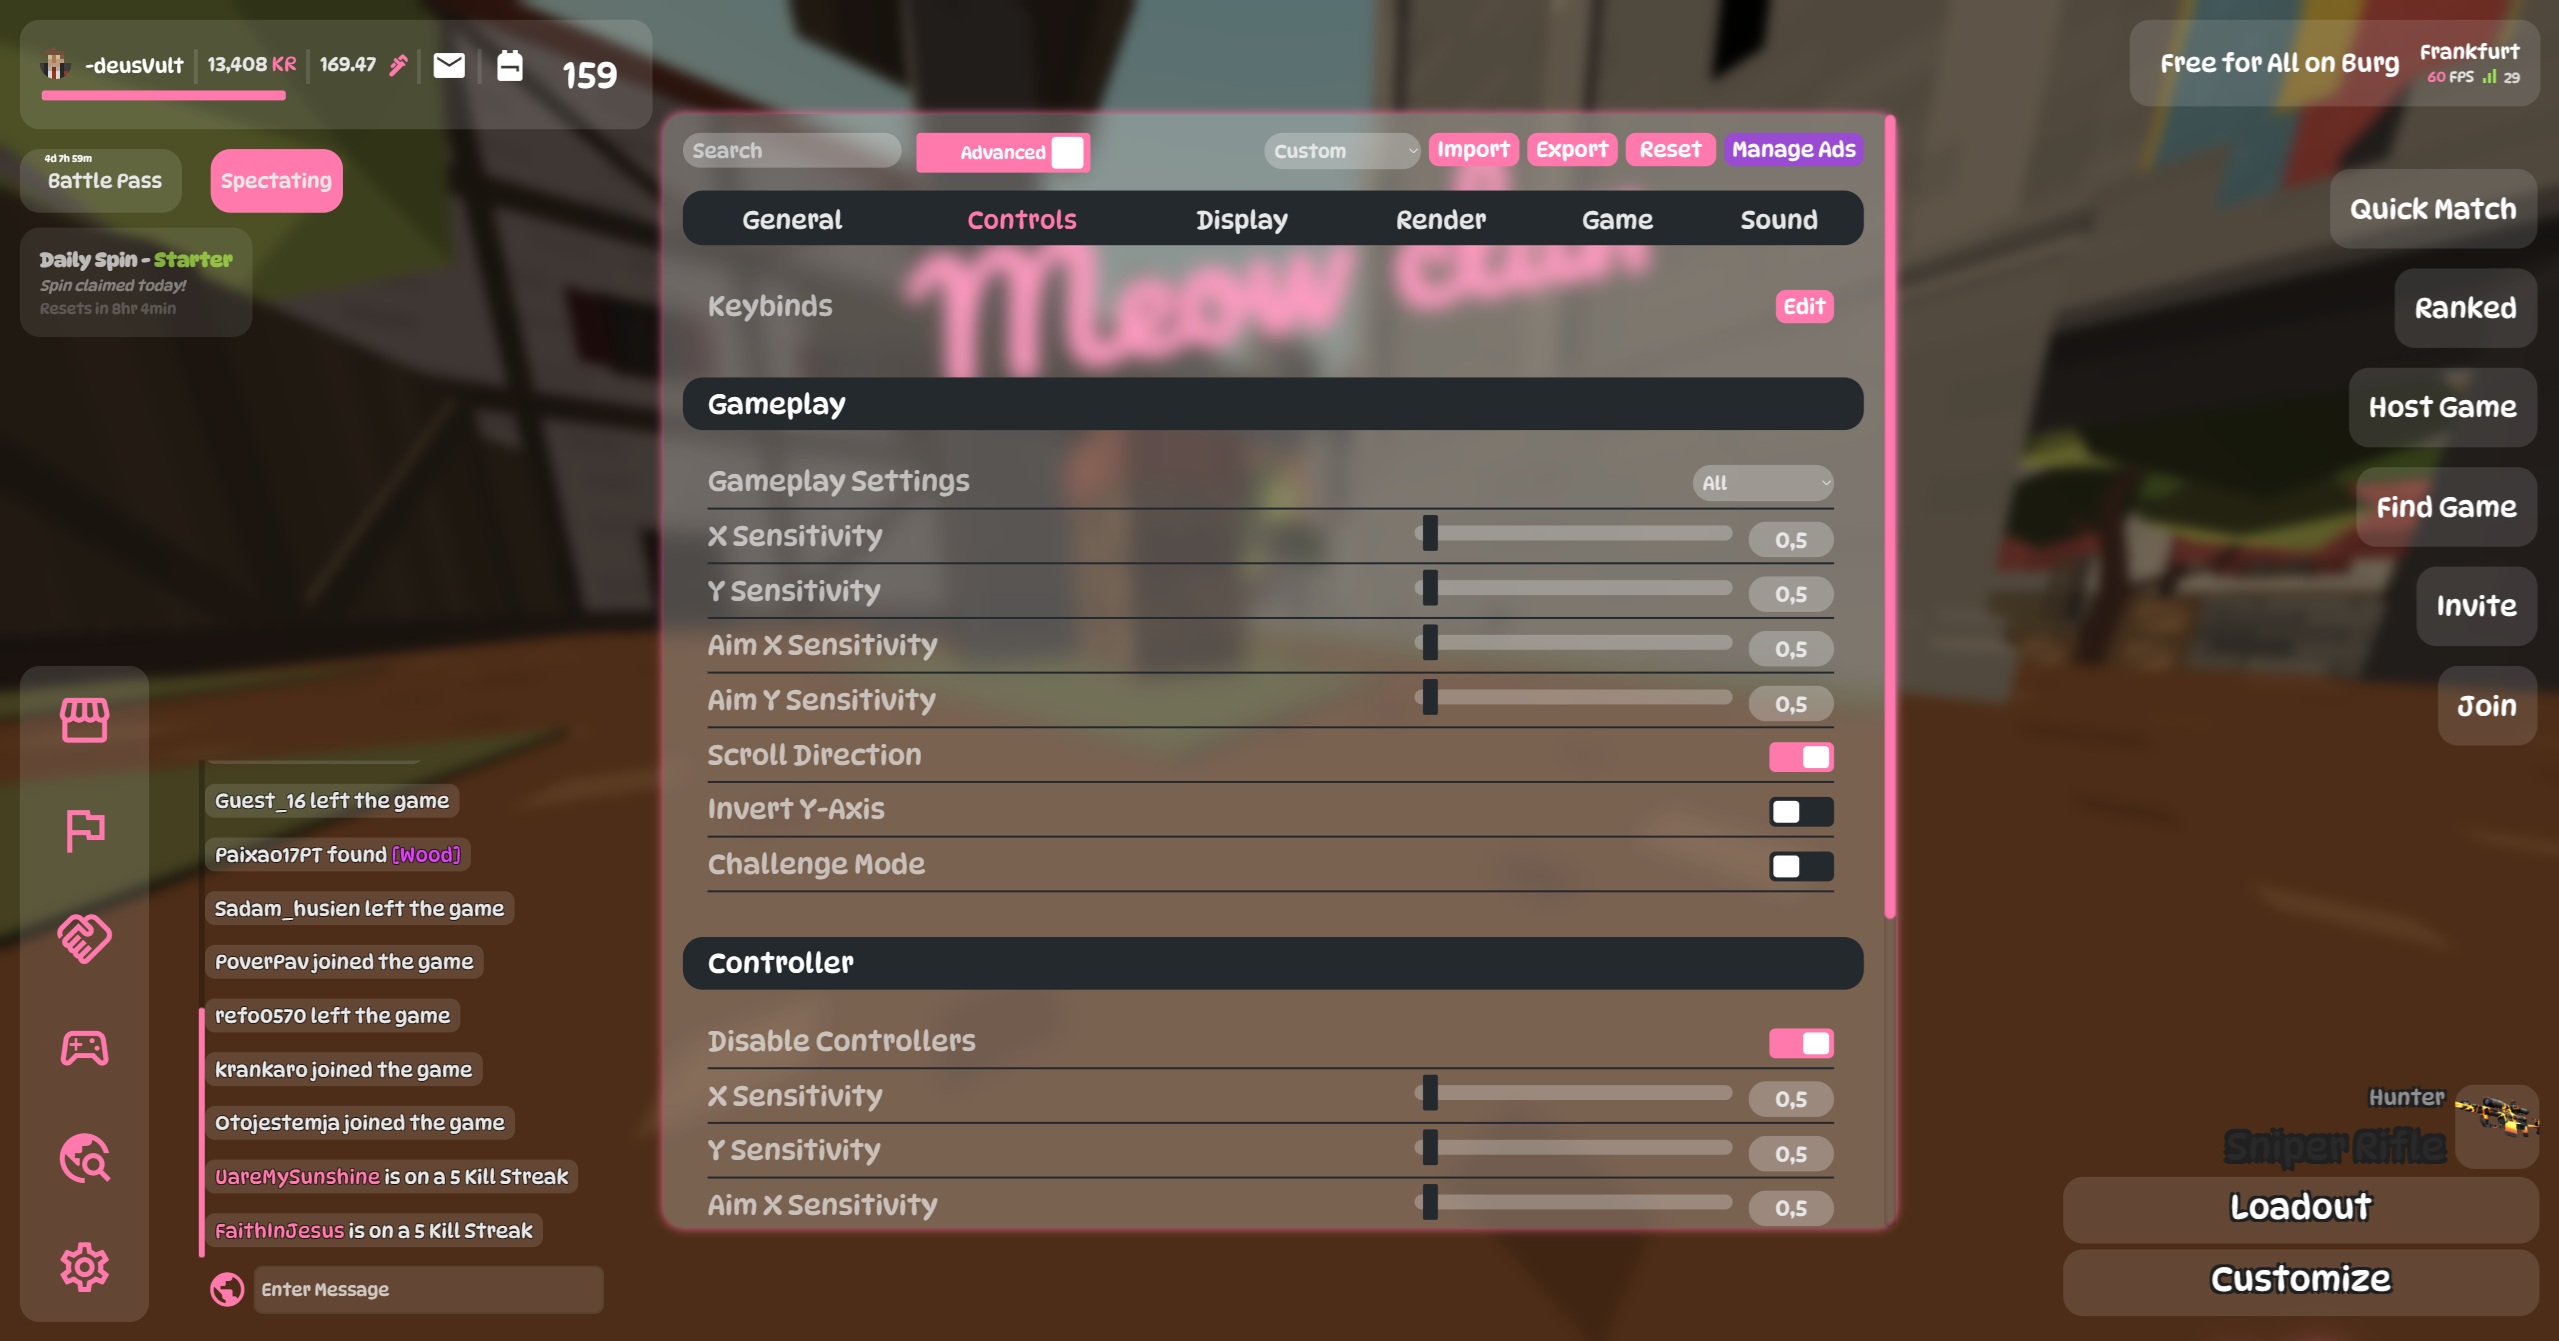 -deusVult 13,408 KR 169.47 159
4d 7h 59m
Battle Pass
Spectating
Daily Spin - Starter
Spin claimed today!
Resets in 8hr 4min
Guest_16 left the game
Paixao17PT found [Wood]
Sadam_husien left the game
PoverPav joined the game
refo0570 left the game
krankaro joined the game
Otojestemja joined the game
UareMySunshine is on a 5 Kill Streak
FaithInJesus is on a 5 Kill Streak
Enter Message
Search Advanced Custom Import Export Reset Manage Ads
General Controls Display Render Game Sound
Meow clan
Keybinds Edit
Gameplay
Gameplay Settings All
X Sensitivity 0,5
Y Sensitivity 0,5
Aim X Sensitivity 0,5
Aim Y Sensitivity 0,5
Scroll Direction
Invert Y-Axis
Challenge Mode
Controller
Disable Controllers
X Sensitivity 0,5
Y Sensitivity 0,5
Aim X Sensitivity 0,5
Free for All on Burg
Frankfurt
60 FPS 29
Quick Match
Ranked
Host Game
Find Game
Invite
Join
Hunter
Sniper Rifle
Loadout
Customize